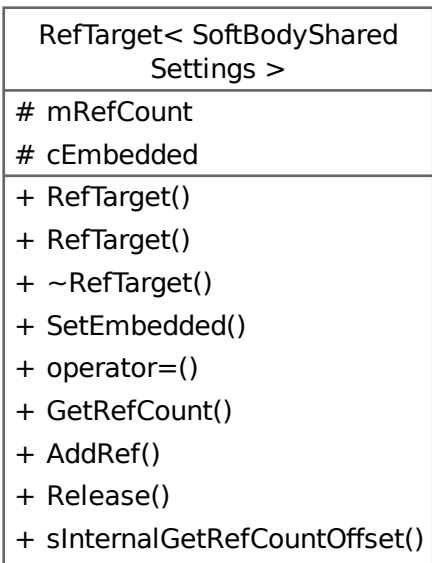 RefTarget< SoftBodyShared
Settings >
# mRefCount
# cEmbedded
+ RefTarget()
+ RefTarget()
+ ~RefTarget()
+ SetEmbedded()
+ operator=()
+ GetRefCount()
+ AddRef()
+ Release()
+ sInternalGetRefCountOffset()